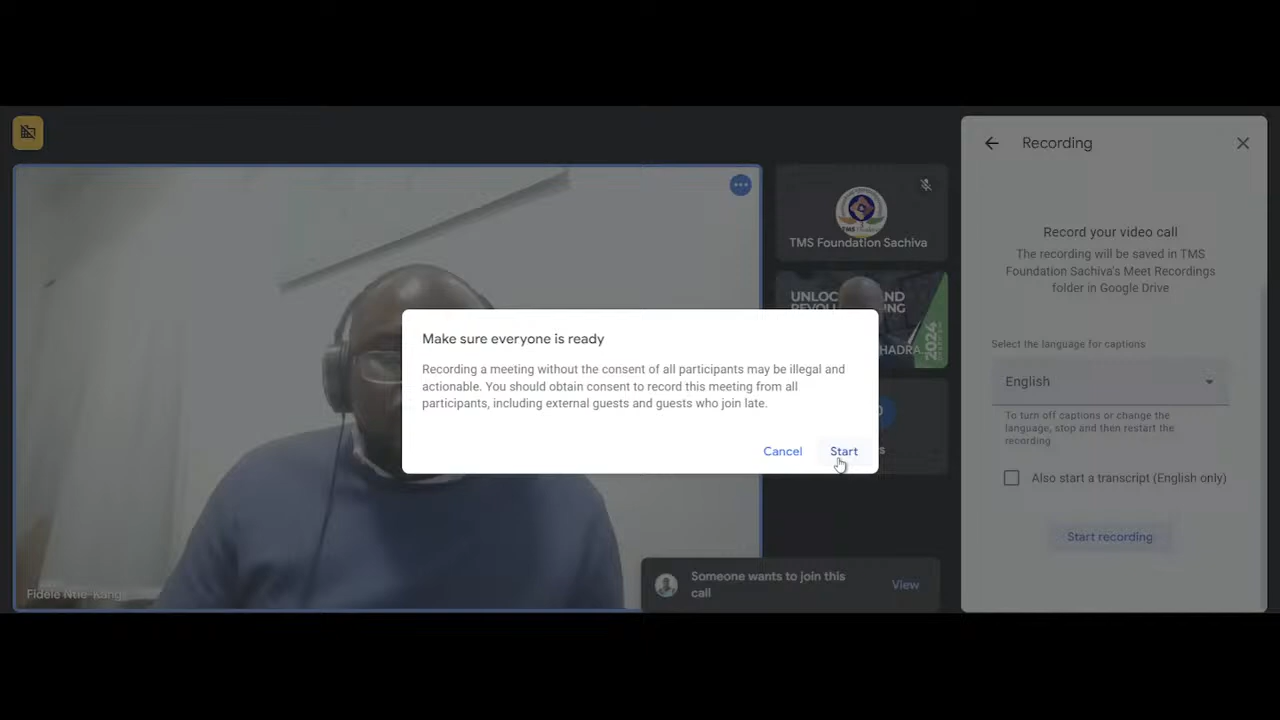 Recording
Record your video call
The recording will be saved in TMS
Foundation Sachiva's Meet Recordings
folder in Google Drive
Select the language for captions
English
To turn off captions or change the
language, stop and then restart the
recording
Also start a transcript (English only)
Start recording
TMS Foundation Sachiva
2024
Make sure everyone is ready
Recording a meeting without the consent of all participants may be illegal and
actionable. You should obtain consent to record this meeting from all
participants, including external guests and guests who join late.
Cancel
Start
Someone wants to join this
call
View
Fidele Ntie-Kang